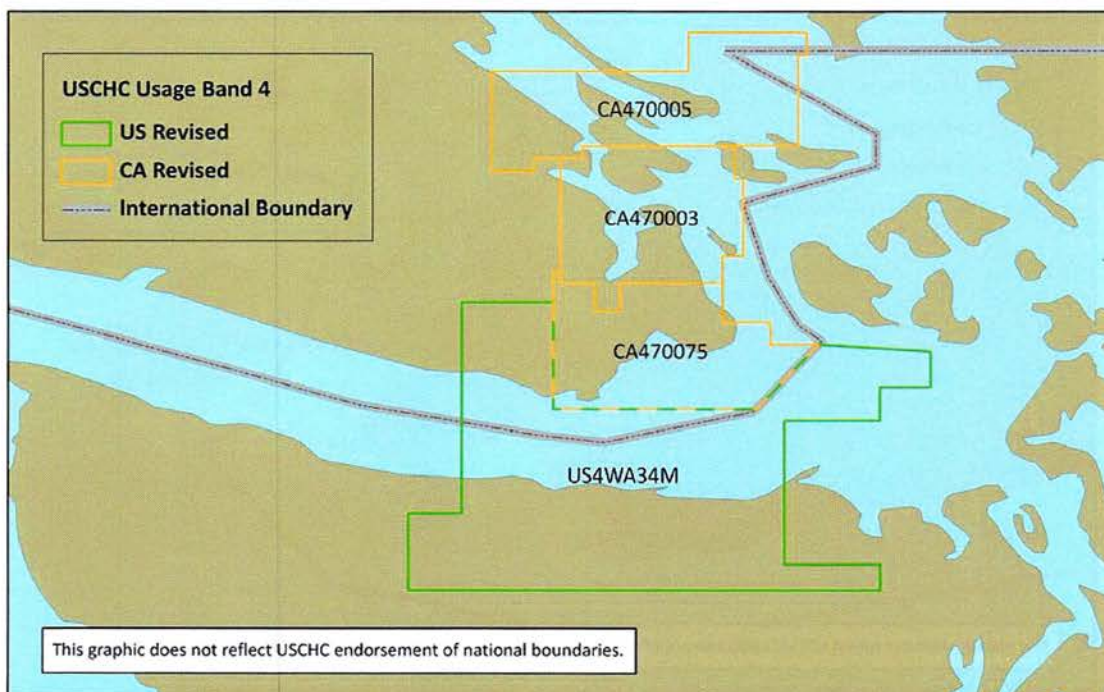 USCHC Usage Band 4
US Revised
CA Revised
International Boundary
CA470005
CA470003
CA470075
US4WA34M
This graphic does not reflect USCHC endorsement of national boundaries.